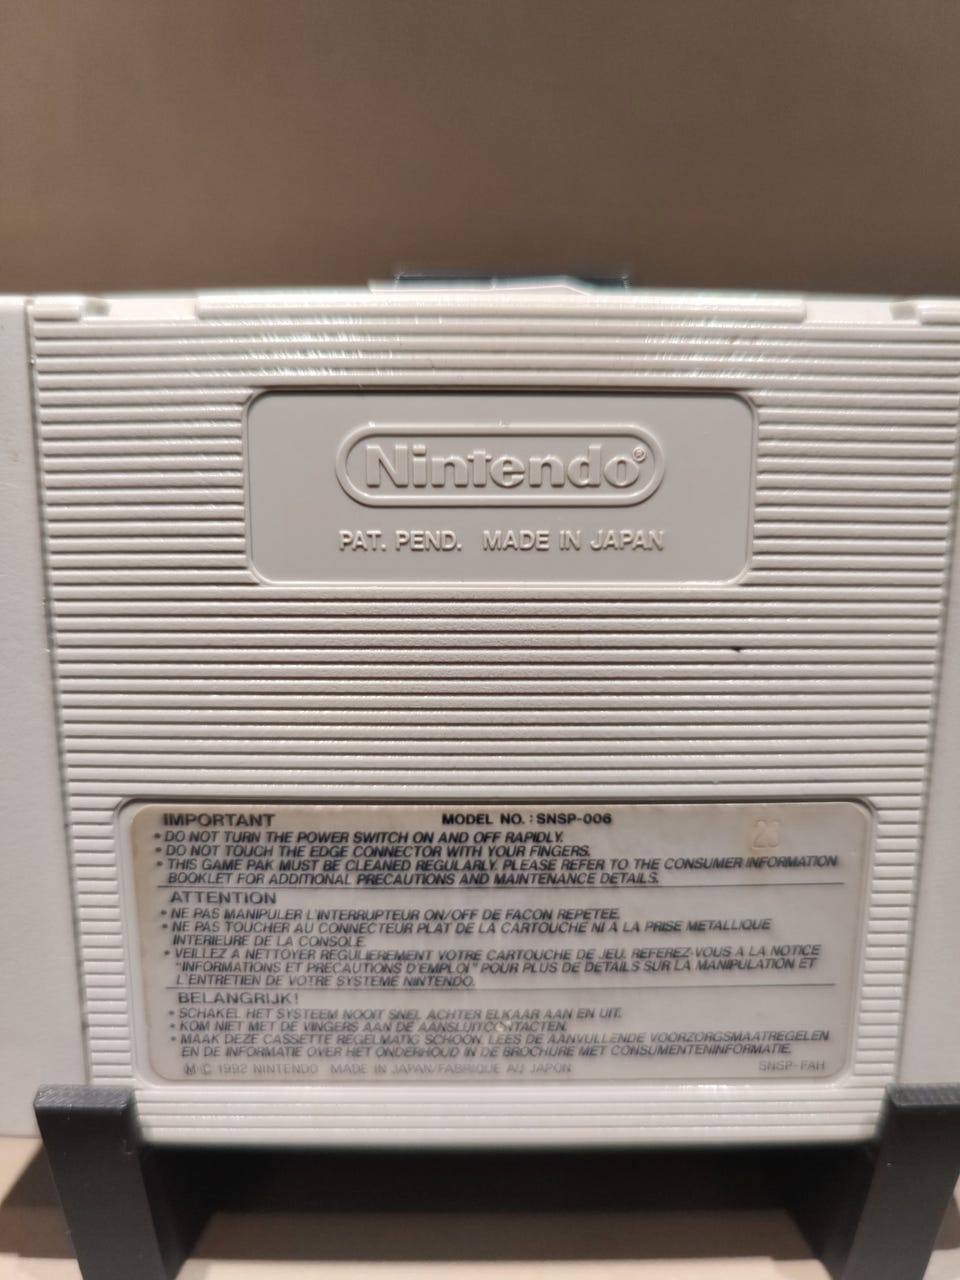 Nintendo®
PAT. PEND. MADE IN JAPAN
IMPORTANT MODEL NO. : SNSP-006
23
• DO NOT TURN THE POWER SWITCH ON AND OFF RAPIDLY.
• DO NOT TOUCH THE EDGE CONNECTOR WITH YOUR FINGERS.
• THIS GAME PAK MUST BE CLEANED REGULARLY. PLEASE REFER TO THE CONSUMER INFORMATION
BOOKLET FOR ADDITIONAL PRECAUTIONS AND MAINTENANCE DETAILS.
ATTENTION
• NE PAS MANIPULER L'INTERRUPTEUR ON/OFF DE FACON REPETEE.
• NE PAS TOUCHER AU CONNECTEUR PLAT DE LA CARTOUCHE NI A LA PRISE METALLIQUE
INTERIEURE DE LA CONSOLE.
• VEILLEZ A NETTOYER REGULIEREMENT VOTRE CARTOUCHE DE JEU. REFEREZ-VOUS A LA NOTICE
"INFORMATIONS ET PRECAUTIONS D'EMPLOI" POUR PLUS DE DETAILS SUR LA MANIPULATION ET
L'ENTRETIEN DE VOTRE SYSTEME NINTENDO.
BELANGRIJK!
• SCHAKEL HET SYSTEEM NOOIT SNEL ACHTER ELKAAR AAN EN UIT.
• KOM NIET MET DE VINGERS AAN DE AANSLUITCONTACTEN.
• MAAK DEZE CASSETTE REGELMATIG SCHOON. LEES DE AANVULLENDE VOORZORGSMAATREGELEN
EN DE INFORMATIE OVER HET ONDERHOUD IN DE BROCHURE MET CONSUMENTENINFORMATIE.
Ⓜ© 1992 NINTENDO MADE IN JAPAN/FABRIQUE AU JAPON SNSP-FAH